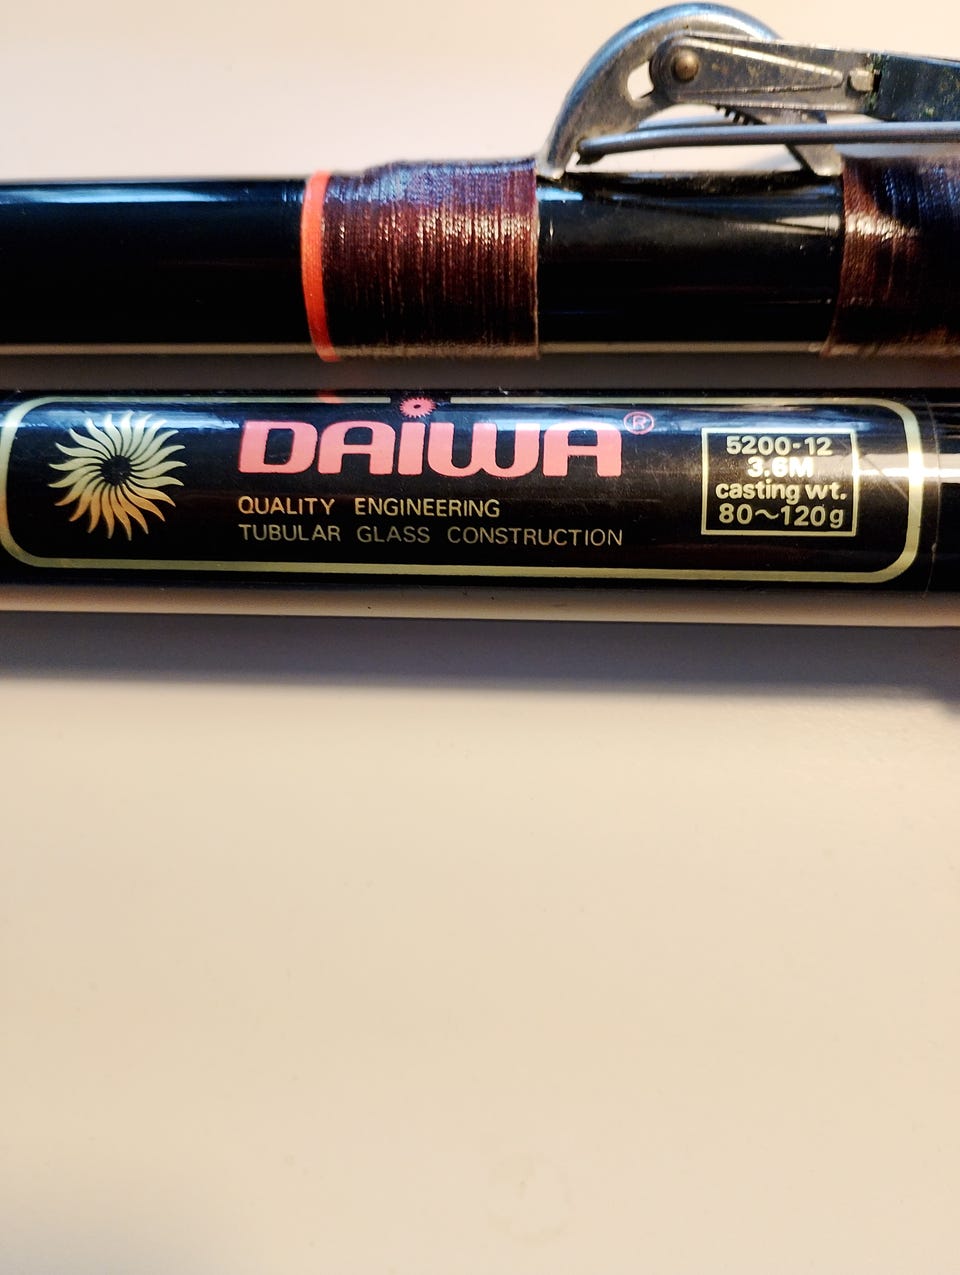 DAIWA®
QUALITY ENGINEERING
TUBULAR GLASS CONSTRUCTION
5200-12
3.6M
casting wt.
80~120g